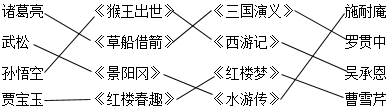 诸葛亮 《猴王出世》 《三国演义》 施耐庵
武松 《草船借箭》 《西游记》 罗贯中
孙悟空 《景阳冈》 《红楼梦》 吴承恩
贾宝玉 《红楼春趣》 《水浒传》 曹雪芹